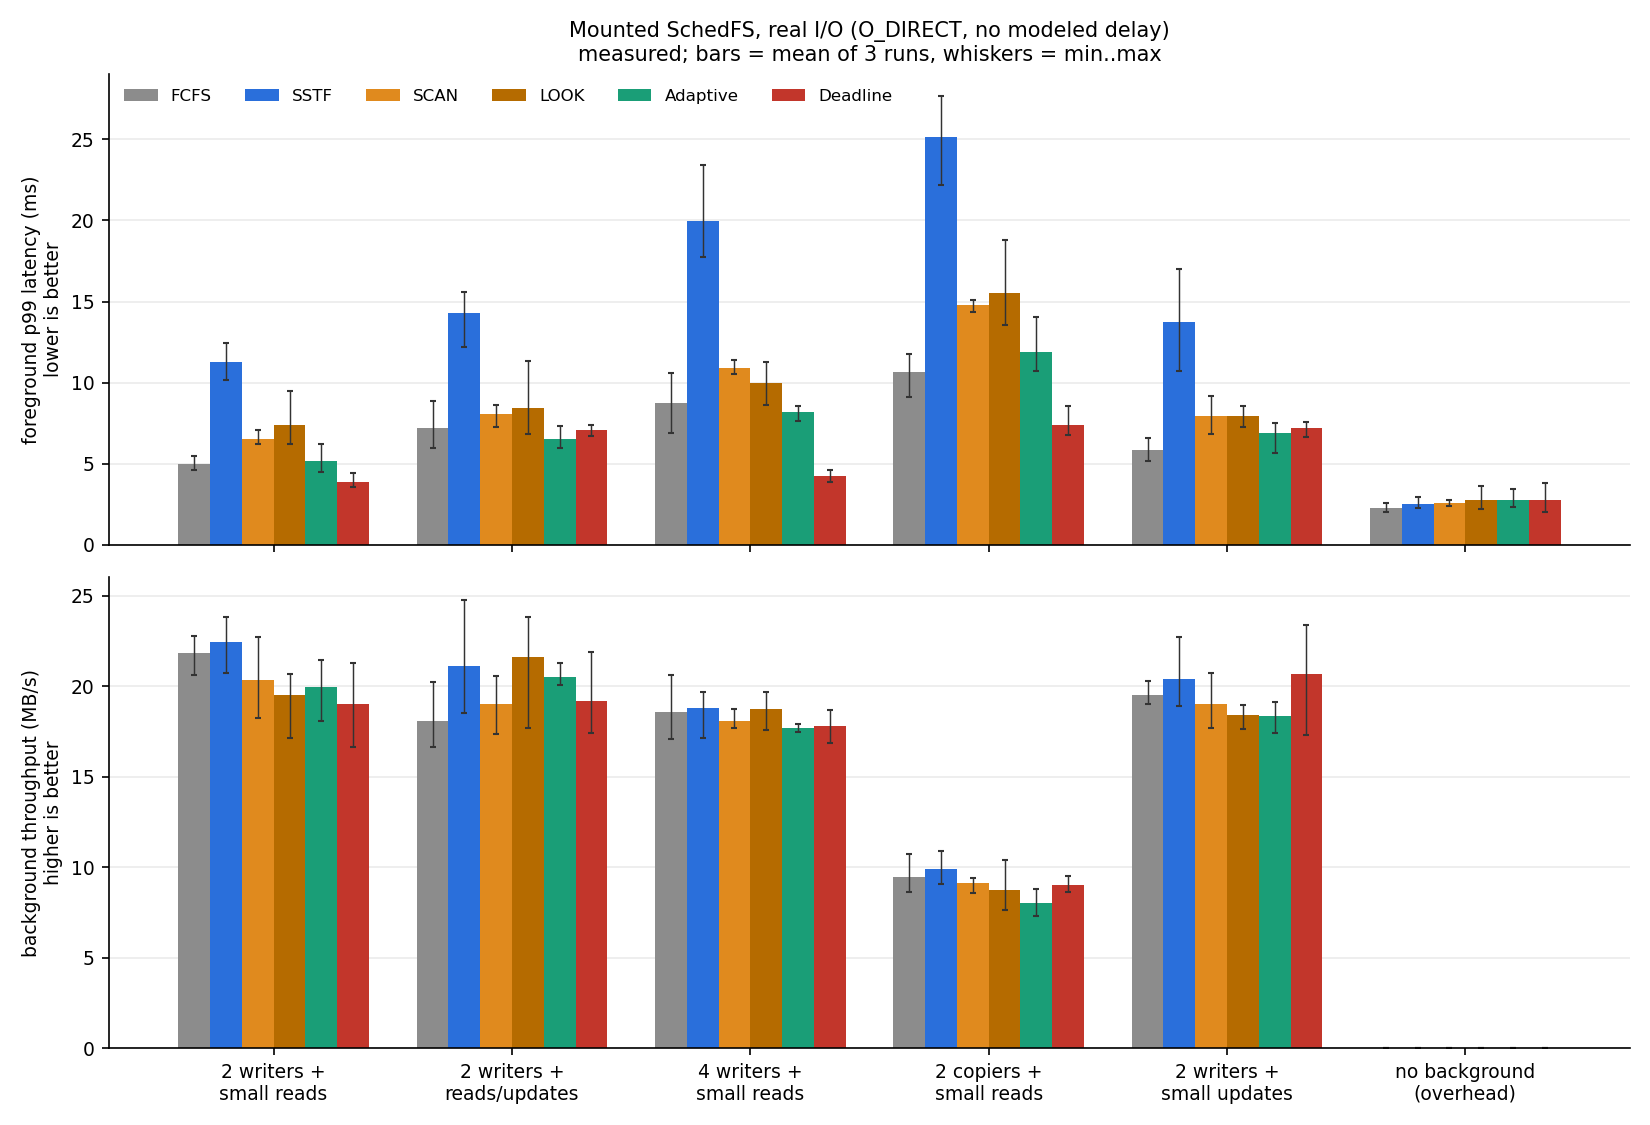 Mounted SchedFS, real I/O (O_DIRECT, no modeled delay)
measured; bars = mean of 3 runs, whiskers = min..max
FCFS SSTF SCAN LOOK Adaptive Deadline
foreground p99 latency (ms)
lower is better
25
20
15
10
5
0
background throughput (MB/s)
higher is better
25
20
15
10
5
0
2 writers +
small reads
2 writers +
reads/updates
4 writers +
small reads
2 copiers +
small reads
2 writers +
small updates
no background
(overhead)